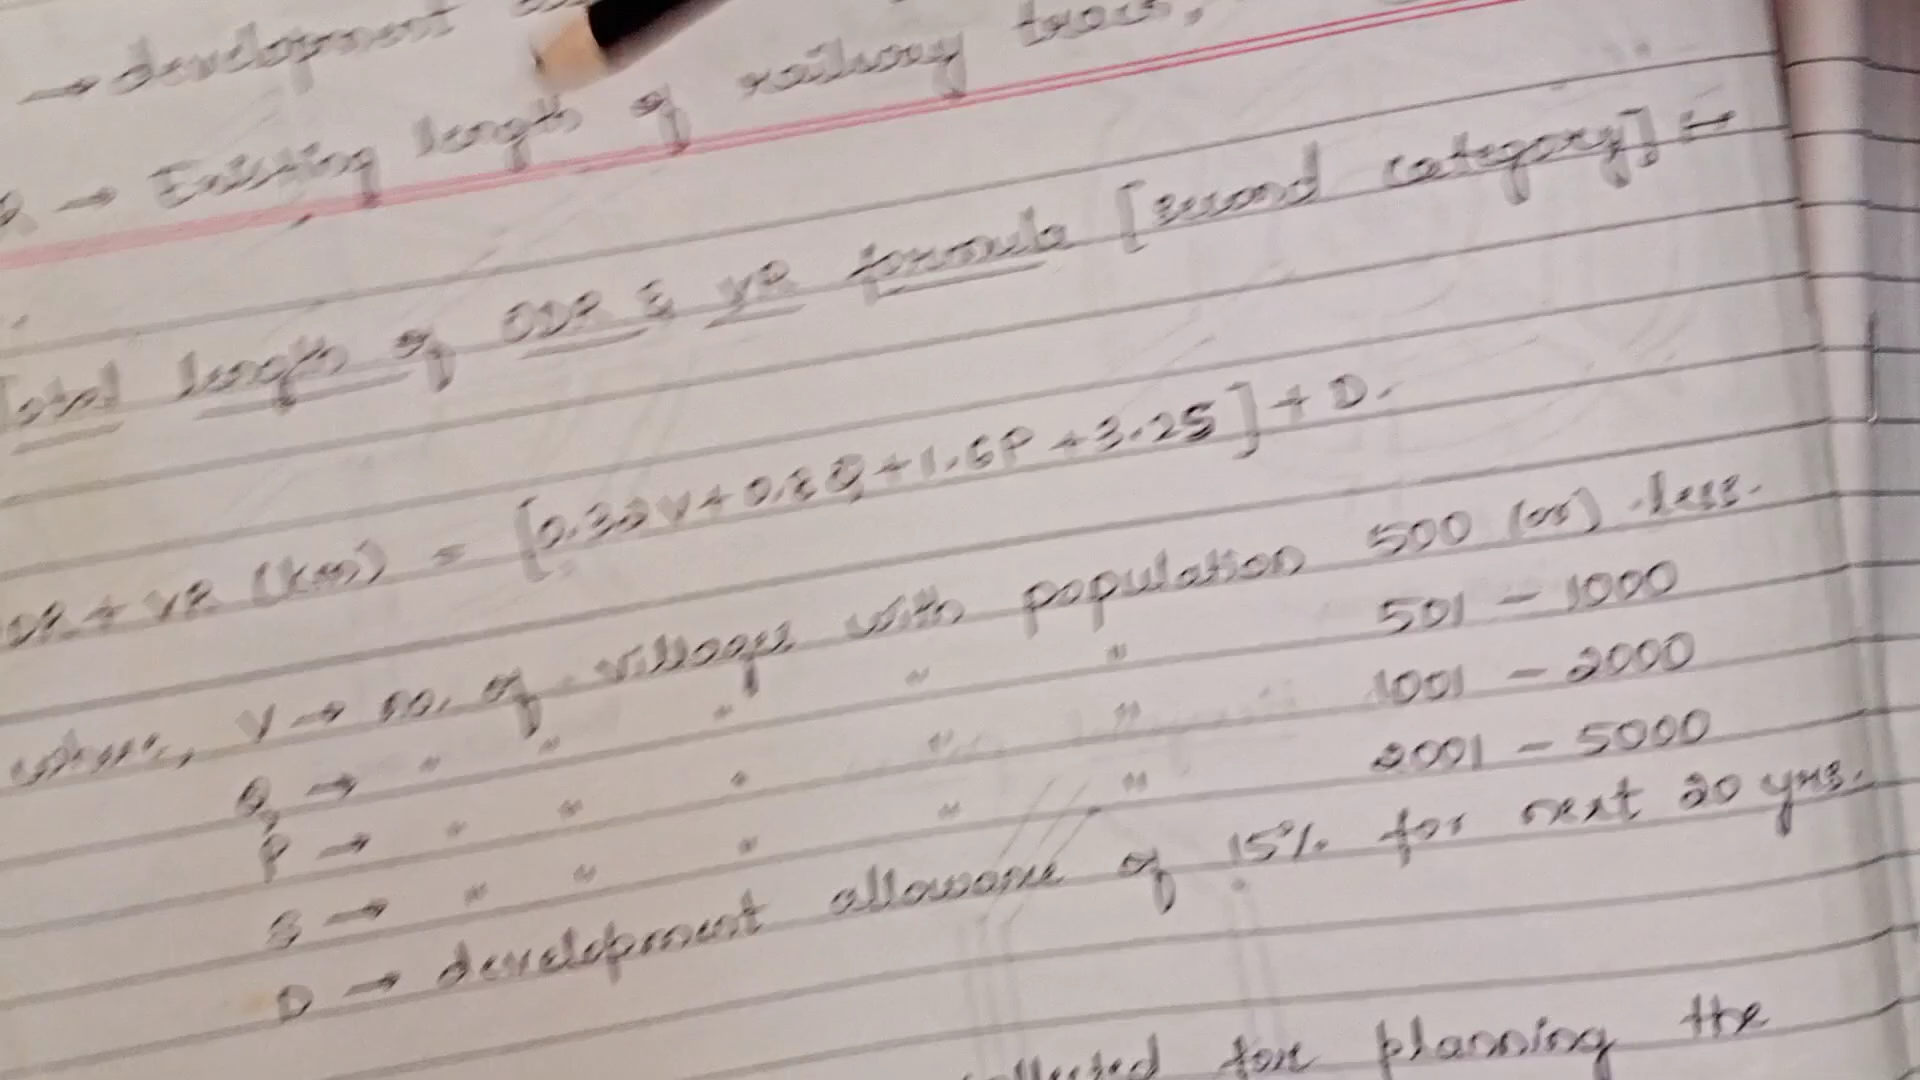 → development
R → Existing length of railway track,
Total length of ODR & VR formula [second category] :-
ODR + VR (km) = [0.32V + 0.8Q + 1.6P + 3.2S] + D.
where, V → no. of villages with population 500 (or) less.
Q → " " " " " 501 - 1000
P → " " " " " 1001 - 2000
S → " " " " " 2001 - 5000
D → development allowance of 15% for next 20 yrs.
for planning the